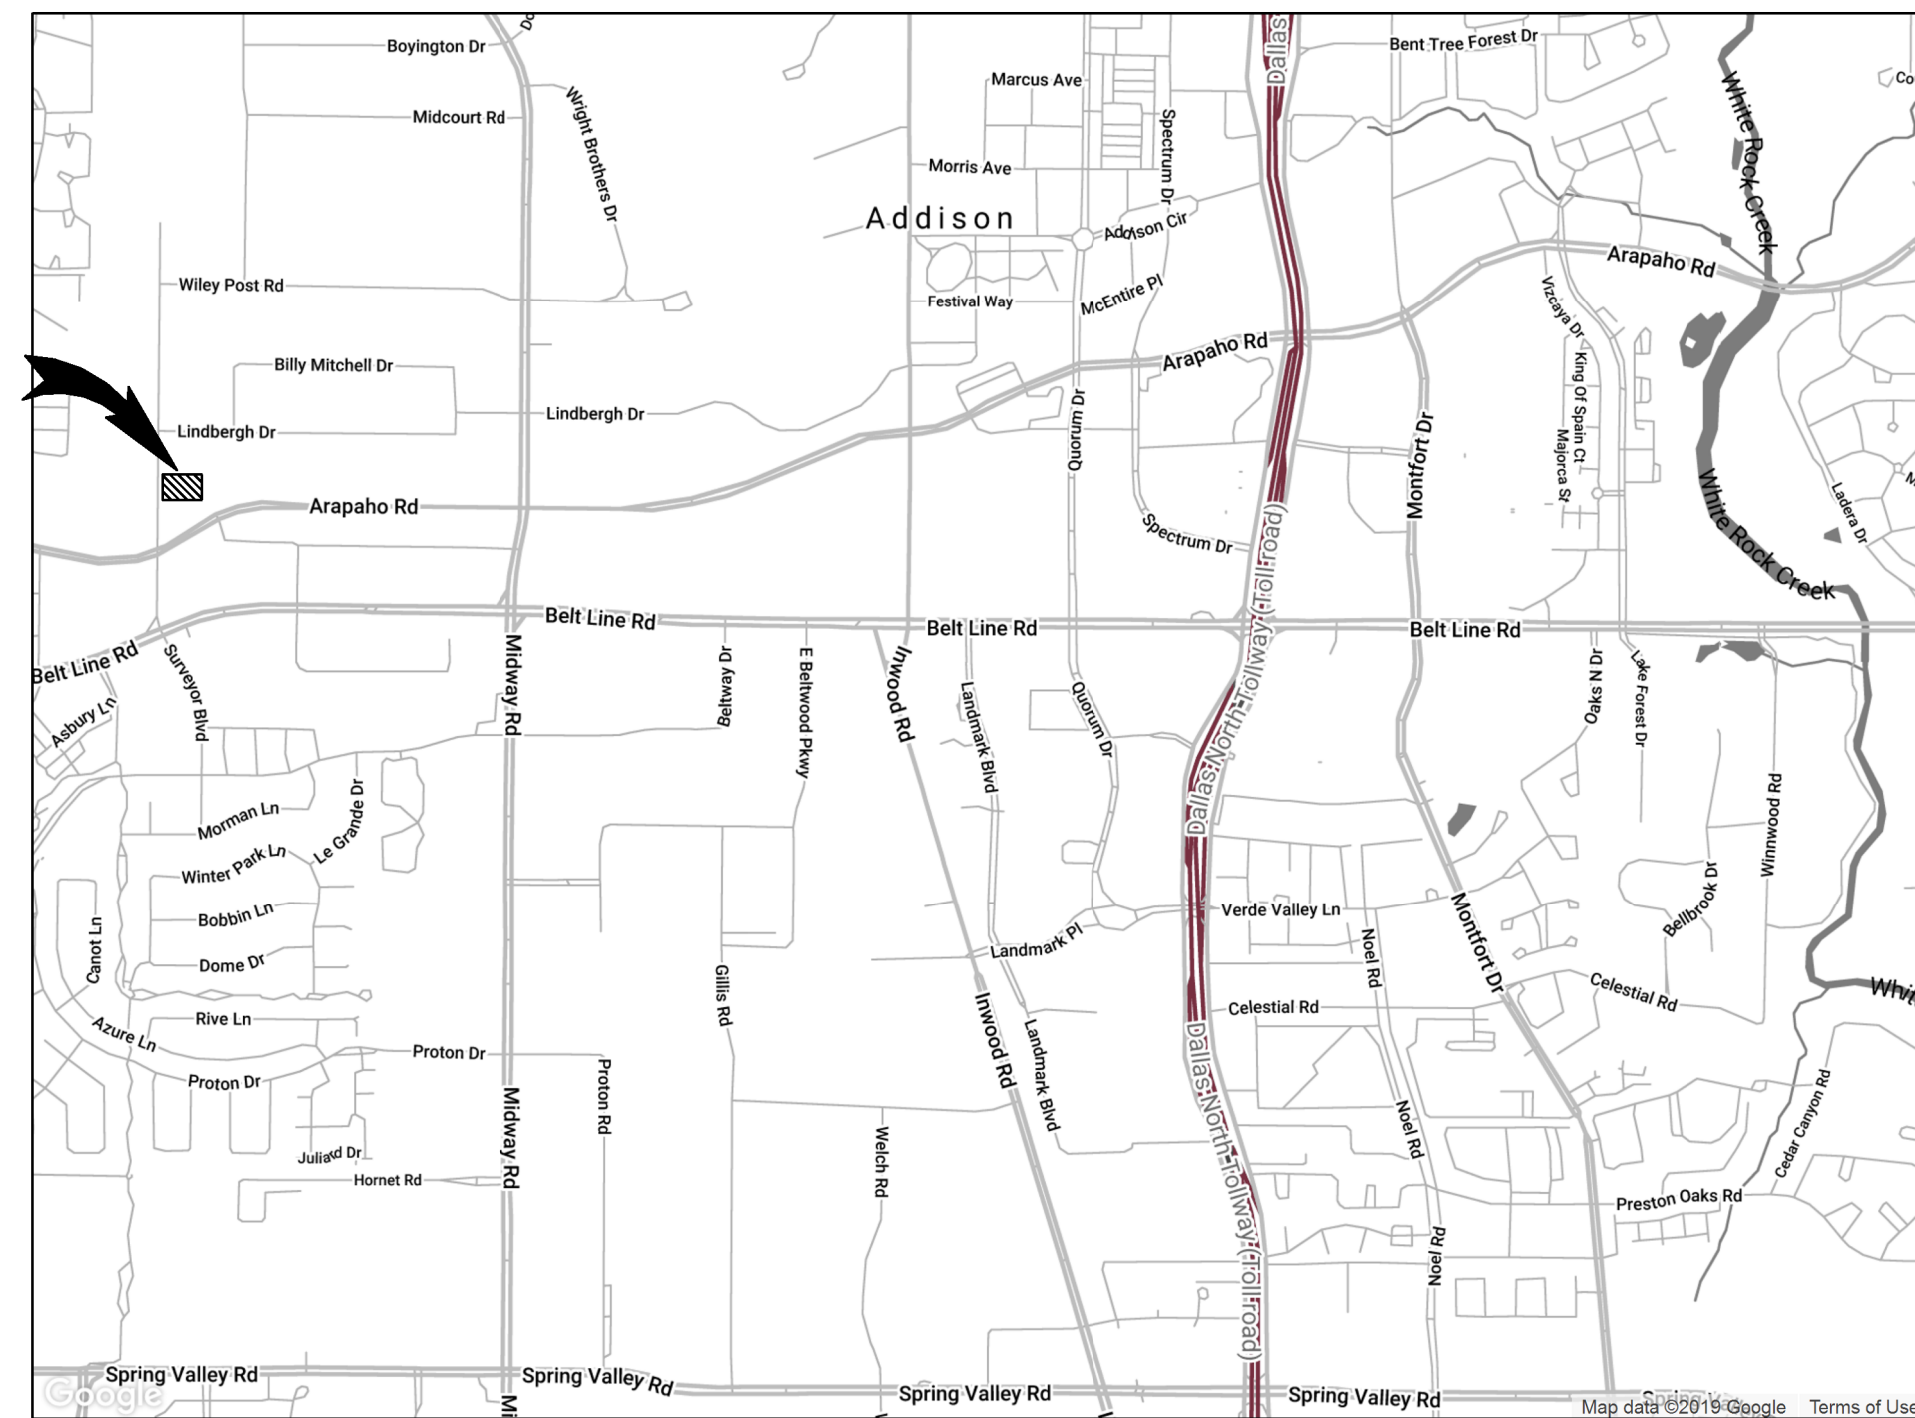 Boyington Dr
Do
Dallas
Bent Tree Forest Dr
Marcus Ave
Co
Midcourt Rd
Wright Brothers Dr
Spectrum Dr
White Rock Creek
Morris Ave
Addison
Addison Cir
Arapaho Rd
Wiley Post Rd
Festival Way
McEntire Pl
Vizcaya Dr
Arapaho Rd
Billy Mitchell Dr
King Of Spain Ct
Lindbergh Dr
Lindbergh Dr
Quorum Dr
Montfort Dr
Majorca St
Ladera Dr
M
Arapaho Rd
Spectrum Dr
White Rock Creek
Belt Line Rd
Belt Line Rd
Belt Line Rd
Belt Line Rd
Dallas North Tollway (Toll road)
Surveyor Blvd
Asbury Ln
Midway Rd
Beltway Dr
E Beltwood Pkwy
Inwood Rd
Landmark Blvd
Quorum Dr
Oaks N Dr
Lake Forest Dr
Morman Ln
Le Grande Dr
Winter Park Ln
Winnwood Rd
Bellbrook Dr
Bobbin Ln
Canot Ln
Dome Dr
Verde Valley Ln
Landmark Pl
Noel Rd
Montfort Dr
Celestial Rd
Celestial Rd
Whit
Gillis Rd
Rive Ln
Azure Ln
Inwood Rd
Landmark Blvd
Dallas North Tollway (Toll road)
Proton Dr
Proton Dr
Proton Rd
Midway Rd
Noel Rd
Cedar Canyon Rd
Welch Rd
Juliard Dr
Hornet Rd
Preston Oaks Rd
Noel Rd
Spring Valley Rd
Spring Valley Rd
Spring Valley Rd
Spring Valley Rd
Google
Mi
Map data ©2019 Google
Terms of Use